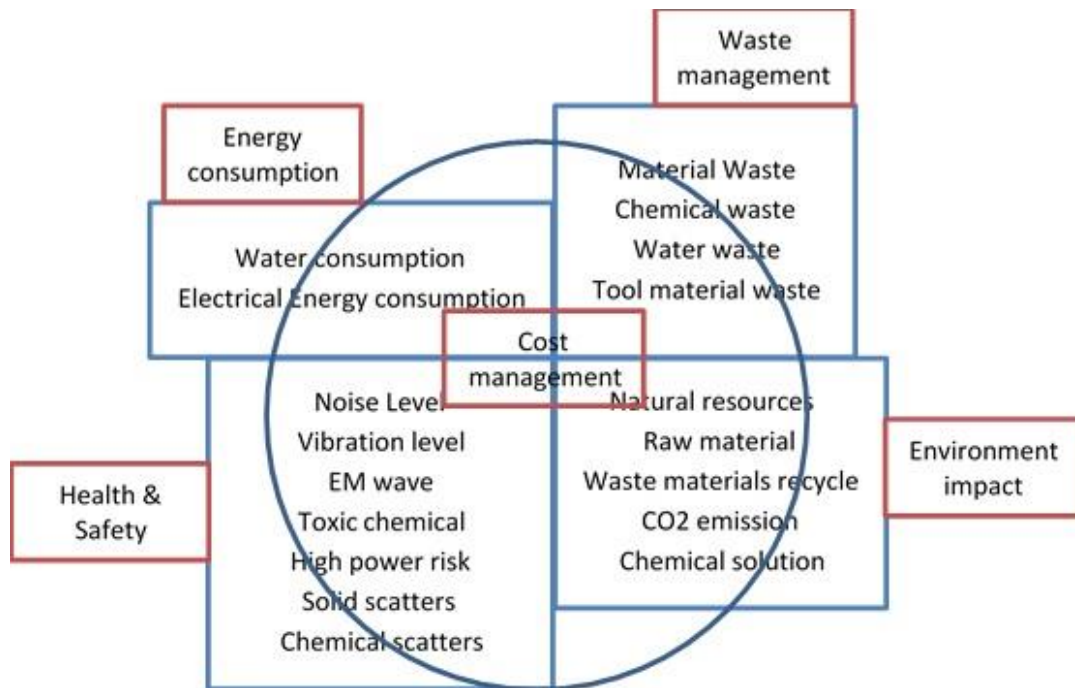 Waste
management
Energy
consumption
Material Waste
Chemical waste
Water waste
Tool material waste
Water consumption
Electrical Energy consumption
Cost
management
Noise Level
Vibration level
EM wave
Toxic chemical
High power risk
Solid scatters
Chemical scatters
Natural resources
Raw material
Waste materials recycle
CO2 emission
Chemical solution
Health &
Safety
Environment
impact